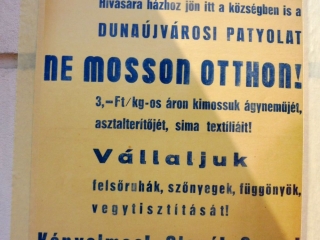 Hívására házhoz jön itt a községben is a
DUNAÚJVÁROSI PATYOLAT
NE MOSSON OTTHON!
3,—Ft/kg-os áron kimossuk ágyneműjét,
asztalterítőjét, sima textíliáit!
Vállaljuk
felsőruhák, szőnyegek, függönyök,
vegytisztítását!